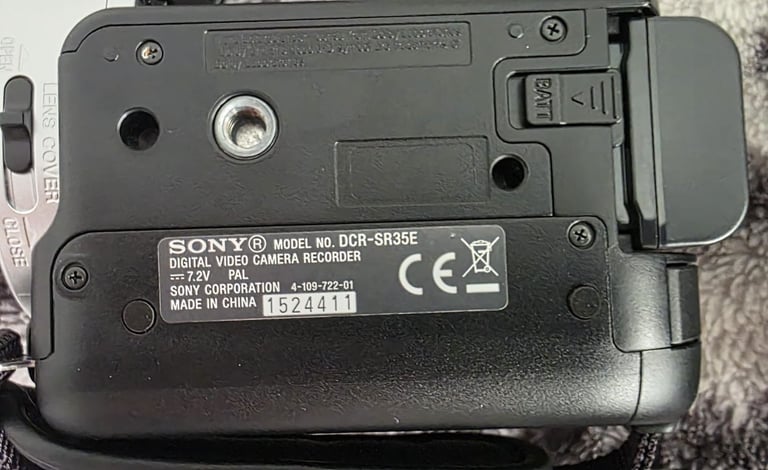 OPEN
LENS COVER
CLOSE
BATT
SONY® MODEL NO. DCR-SR35E
DIGITAL VIDEO CAMERA RECORDER
⎓ 7.2V PAL
SONY CORPORATION 4-109-722-01
MADE IN CHINA 1524411
CE